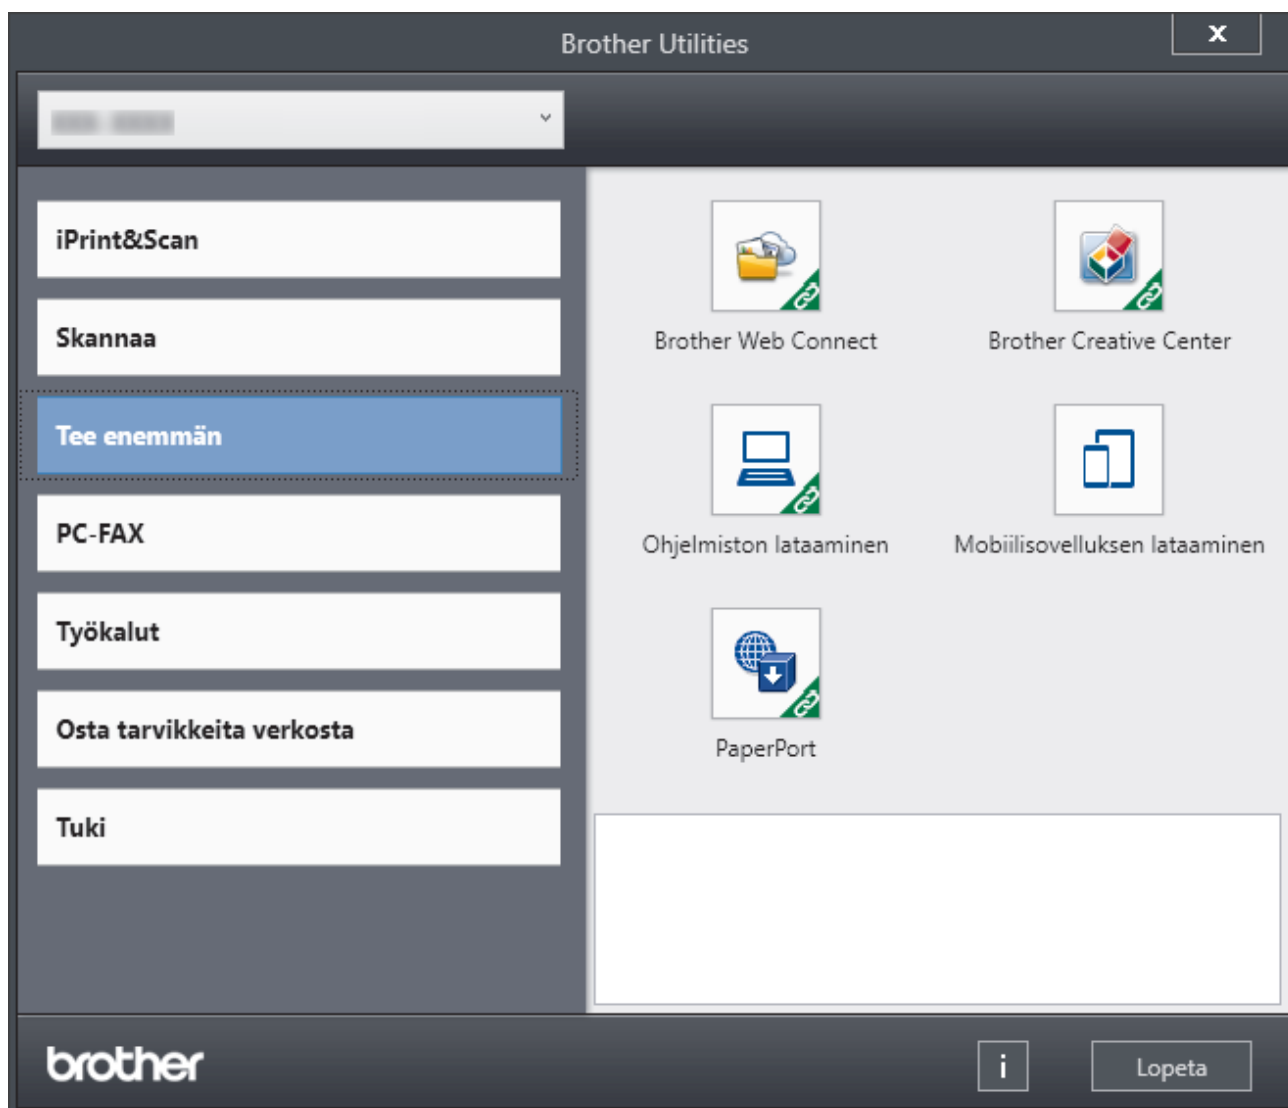 Brother Utilities
X
iPrint&Scan
Skannaa
Tee enemmän
PC-FAX
Työkalut
Osta tarvikkeita verkosta
Tuki
Brother Web Connect
Brother Creative Center
Ohjelmiston lataaminen
Mobiilisovelluksen lataaminen
PaperPort
brother
i
Lopeta